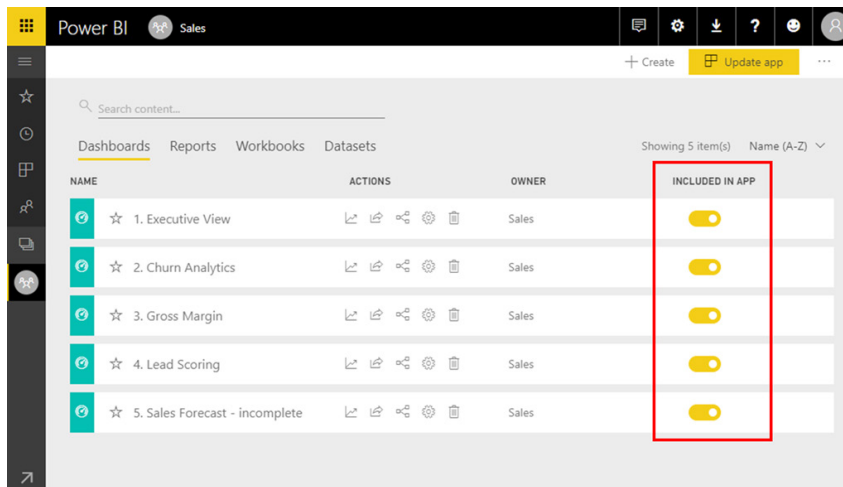 Power BI Sales ?
Create Update app ...
Search content...
Dashboards Reports Workbooks Datasets Showing 5 item(s) Name (A-Z)
NAME ACTIONS OWNER INCLUDED IN APP
1. Executive View Sales
2. Churn Analytics Sales
3. Gross Margin Sales
4. Lead Scoring Sales
5. Sales Forecast - incomplete Sales